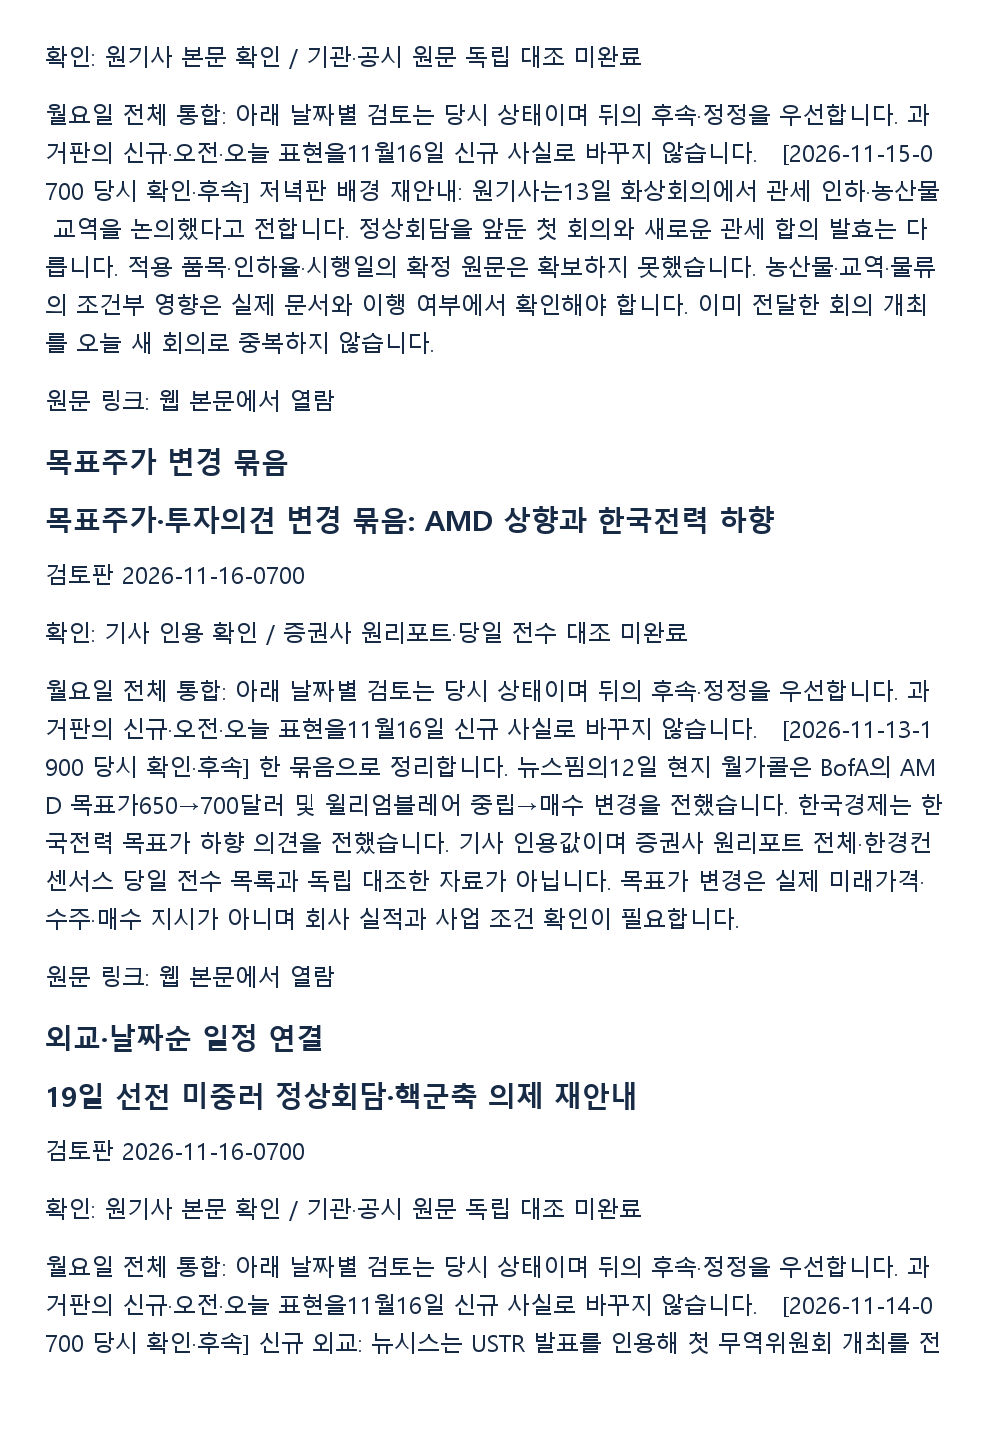 확인: 원기사 본문 확인 / 기관·공시 원문 독립 대조 미완료
월요일 전체 통합: 아래 날짜별 검토는 당시 상태이며 뒤의 후속·정정을 우선합니다. 과
거판의 신규·오전·오늘 표현을11월16일 신규 사실로 바꾸지 않습니다. [2026-11-15-0
700 당시 확인·후속] 저녁판 배경 재안내: 원기사는13일 화상회의에서 관세 인하·농산물
교역을 논의했다고 전합니다. 정상회담을 앞둔 첫 회의와 새로운 관세 합의 발효는 다
릅니다. 적용 품목·인하율·시행일의 확정 원문은 확보하지 못했습니다. 농산물·교역·물류
의 조건부 영향은 실제 문서와 이행 여부에서 확인해야 합니다. 이미 전달한 회의 개최
를 오늘 새 회의로 중복하지 않습니다.
원문 링크: 웹 본문에서 열람
목표주가 변경 묶음
목표주가·투자의견 변경 묶음: AMD 상향과 한국전력 하향
검토판 2026-11-16-0700
확인: 기사 인용 확인 / 증권사 원리포트·당일 전수 대조 미완료
월요일 전체 통합: 아래 날짜별 검토는 당시 상태이며 뒤의 후속·정정을 우선합니다. 과
거판의 신규·오전·오늘 표현을11월16일 신규 사실로 바꾸지 않습니다. [2026-11-13-1
900 당시 확인·후속] 한 묶음으로 정리합니다. 뉴스핌의12일 현지 월가콜은 BofA의 AM
D 목표가650→700달러 및 윌리엄블레어 중립→매수 변경을 전했습니다. 한국경제는 한
국전력 목표가 하향 의견을 전했습니다. 기사 인용값이며 증권사 원리포트 전체·한경컨
센서스 당일 전수 목록과 독립 대조한 자료가 아닙니다. 목표가 변경은 실제 미래가격·
수주·매수 지시가 아니며 회사 실적과 사업 조건 확인이 필요합니다.
원문 링크: 웹 본문에서 열람
외교·날짜순 일정 연결
19일 선전 미중러 정상회담·핵군축 의제 재안내
검토판 2026-11-16-0700
확인: 원기사 본문 확인 / 기관·공시 원문 독립 대조 미완료
월요일 전체 통합: 아래 날짜별 검토는 당시 상태이며 뒤의 후속·정정을 우선합니다. 과
거판의 신규·오전·오늘 표현을11월16일 신규 사실로 바꾸지 않습니다. [2026-11-14-0
700 당시 확인·후속] 신규 외교: 뉴시스는 USTR 발표를 인용해 첫 무역위원회 개최를 전